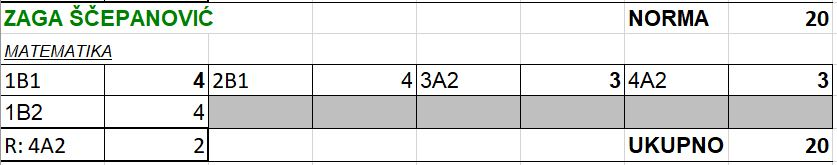 ZAGA ŠČEPANOVIĆ NORMA 20
MATEMATIKA
1B1 4 2B1 4 3A2 3 4A2 3
1B2 4
R: 4A2 2 UKUPNO 20